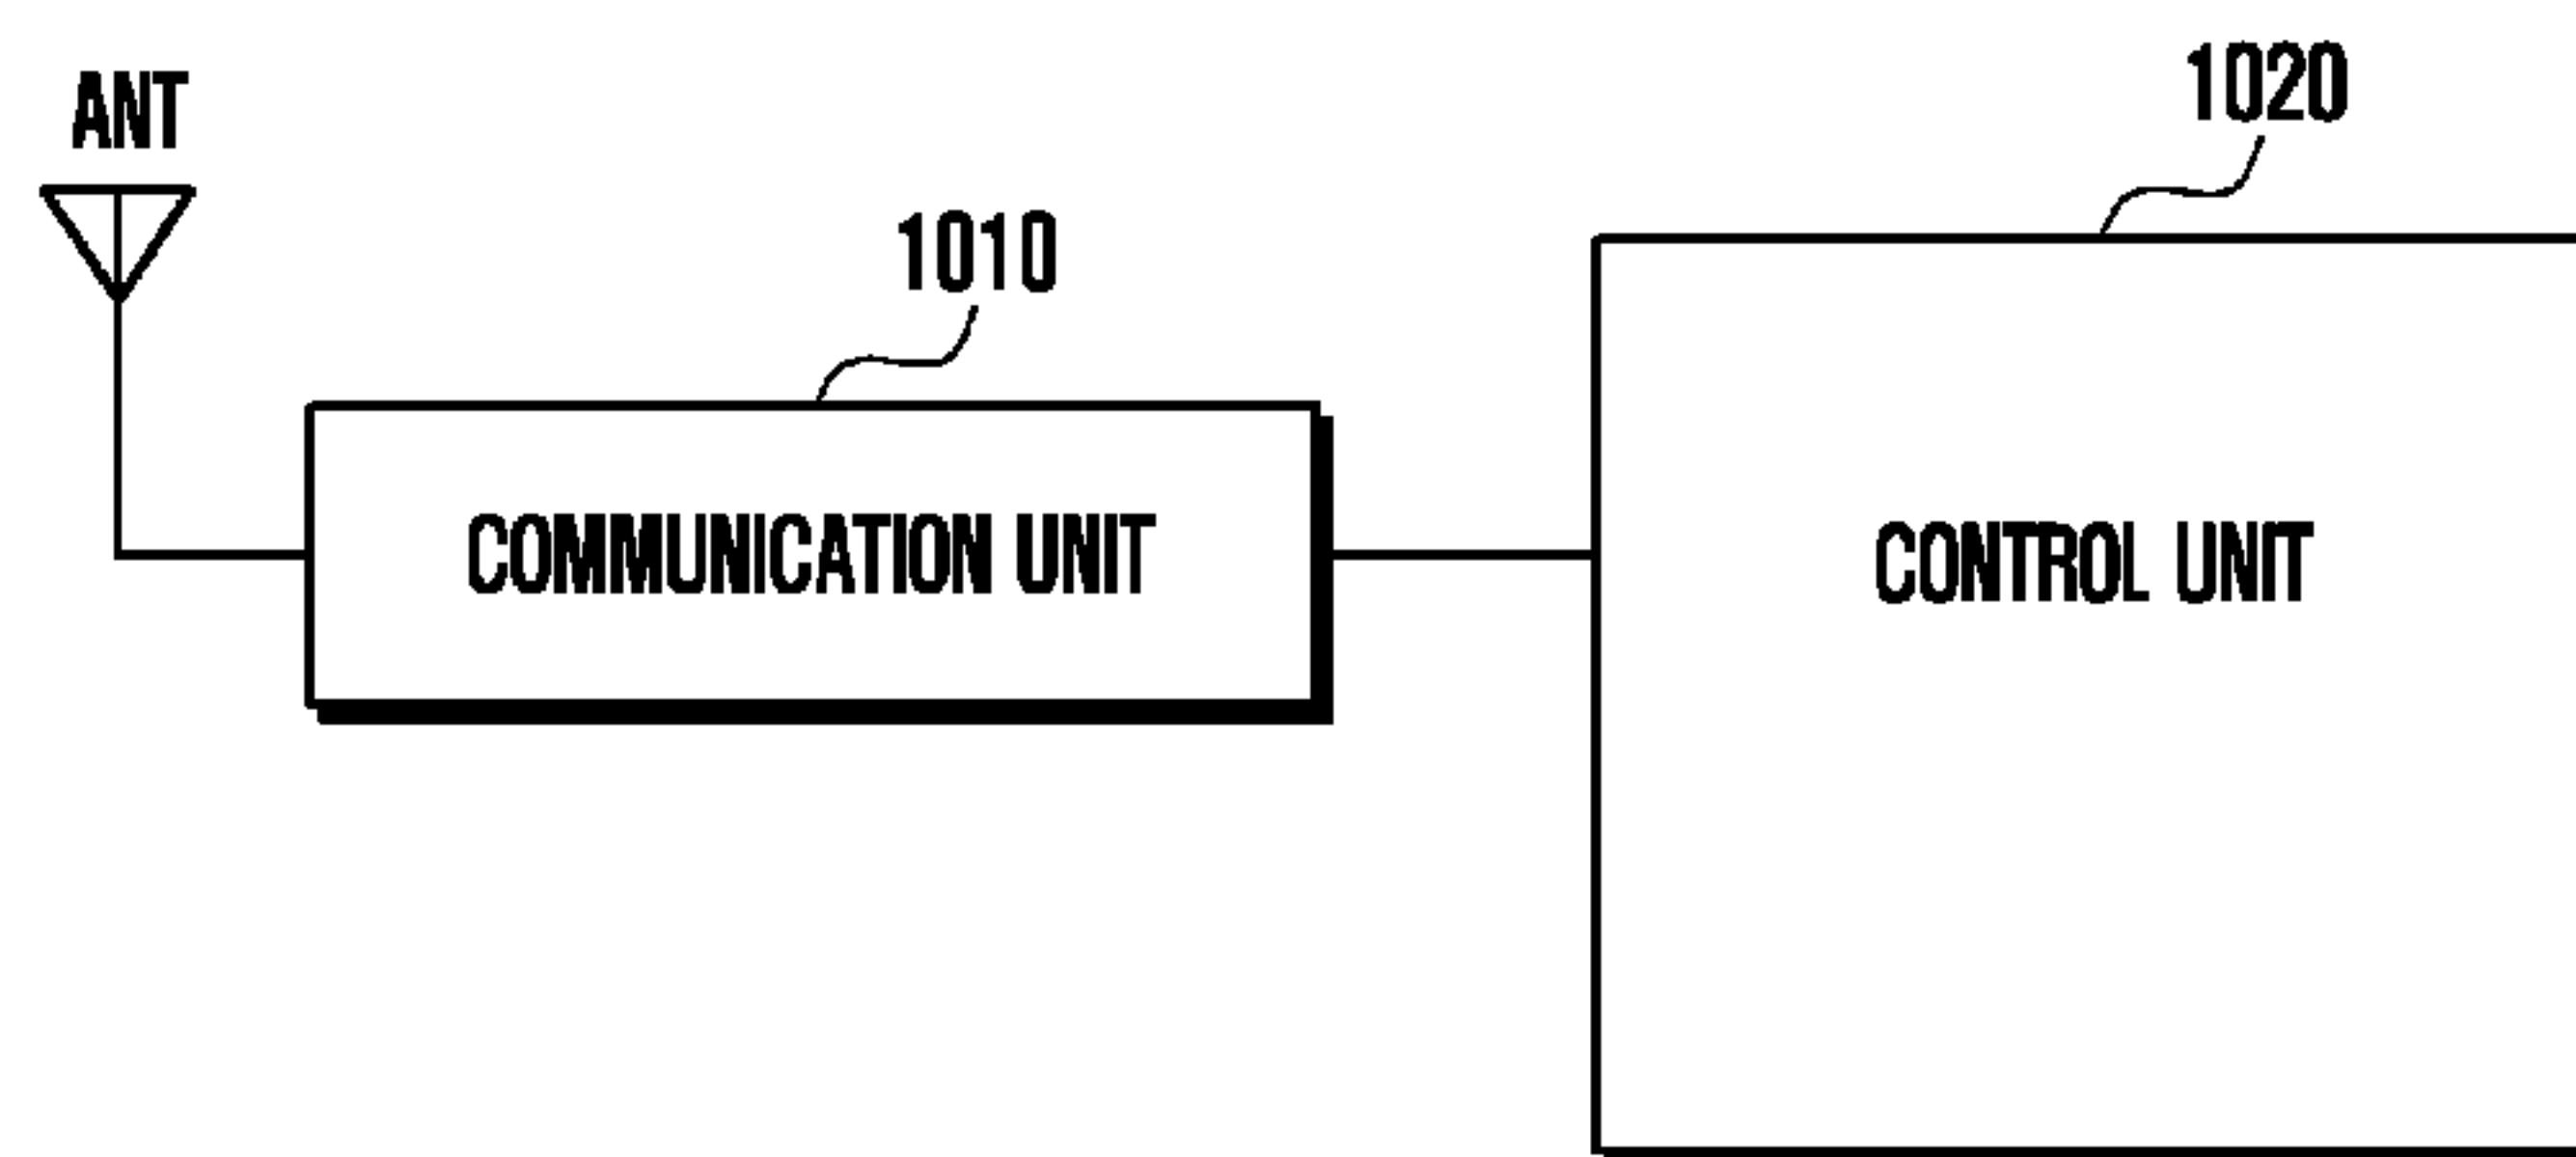 ANT
1010
1020
COMMUNICATION UNIT
CONTROL UNIT